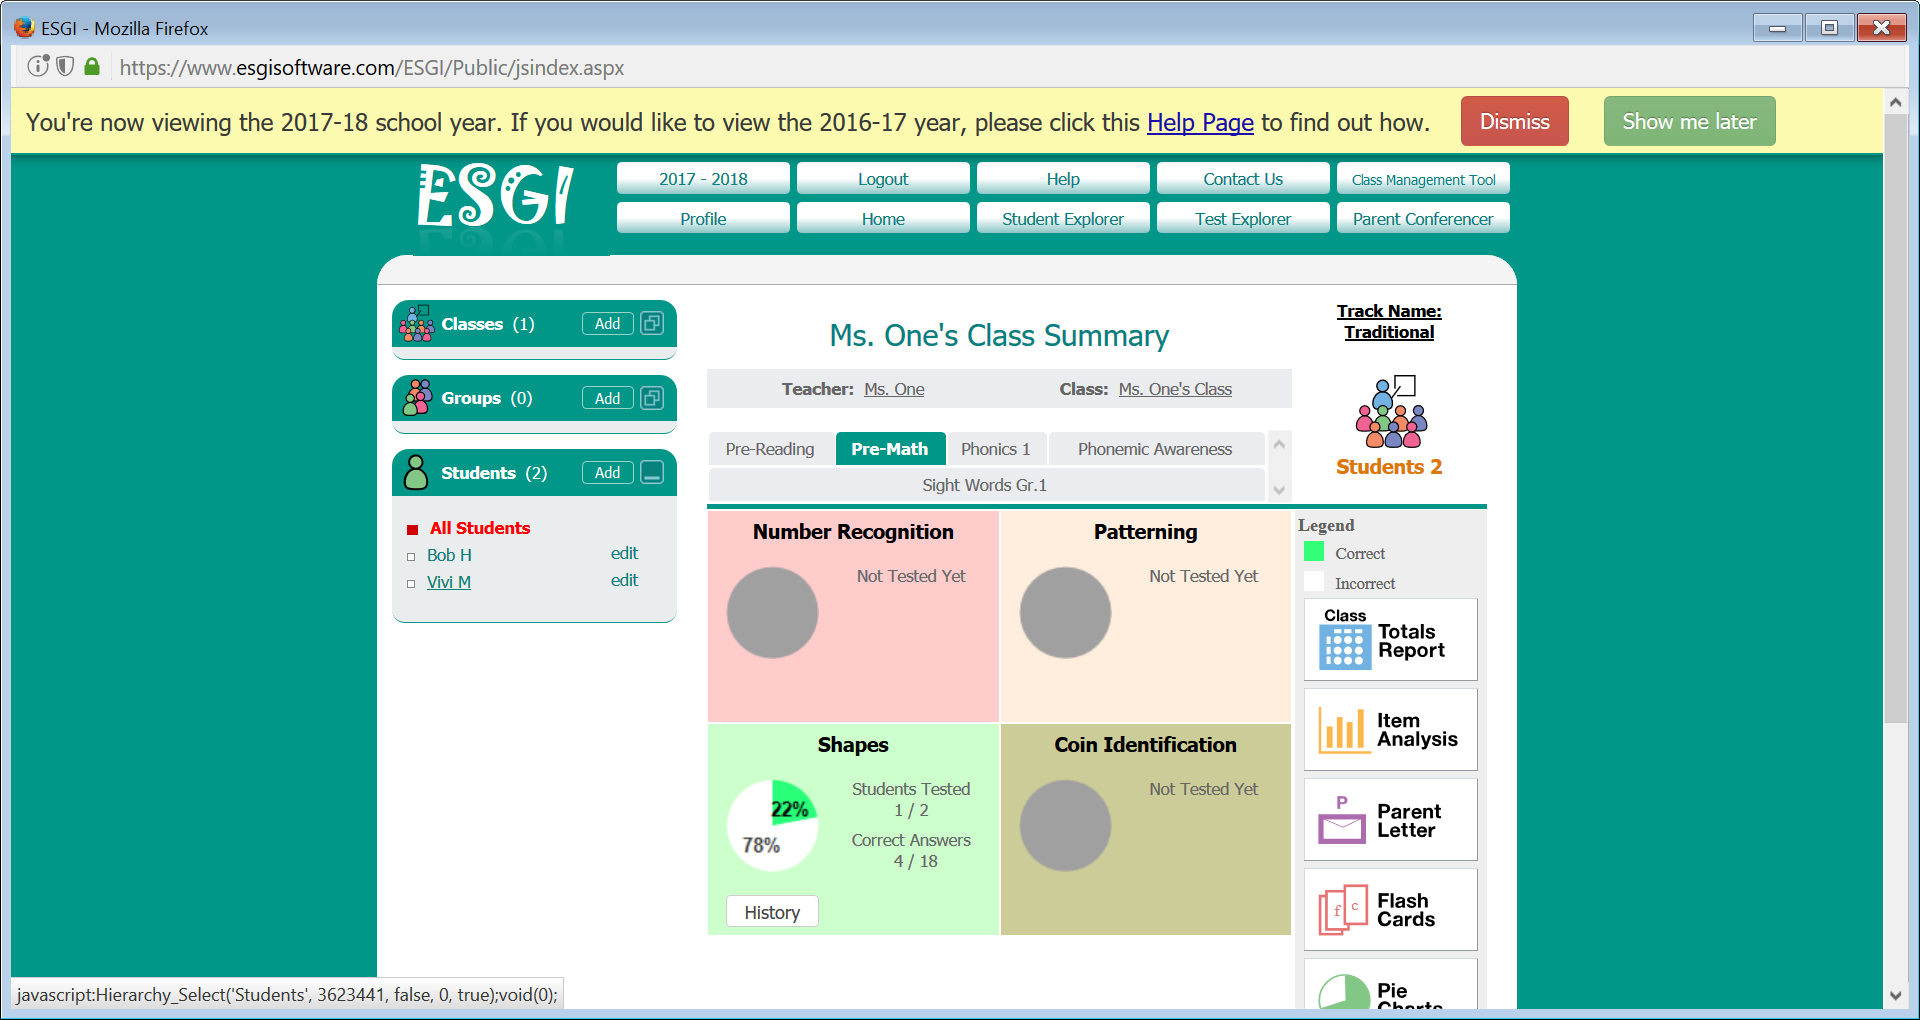 ESGI - Mozilla Firefox
https://www.esgisoftware.com/ESGI/Public/jsindex.aspx
You're now viewing the 2017-18 school year. If you would like to view the 2016-17 year, please click this Help Page to find out how.
Dismiss
Show me later
ESGI
2017 - 2018
Logout
Help
Contact Us
Class Management Tool
Profile
Home
Student Explorer
Test Explorer
Parent Conferencer
Classes (1)
Add
Groups (0)
Add
Students (2)
Add
All Students
Bob H
edit
Vivi M
edit
Ms. One's Class Summary
Teacher: Ms. One
Class: Ms. One's Class
Pre-Reading
Pre-Math
Phonics 1
Phonemic Awareness
Sight Words Gr.1
Track Name:
Traditional
Students 2
Number Recognition
Not Tested Yet
Patterning
Not Tested Yet
Shapes
22%
78%
Students Tested
1 / 2
Correct Answers
4 / 18
History
Coin Identification
Not Tested Yet
Legend
Correct
Incorrect
Class
Totals
Report
Item
Analysis
P
Parent
Letter
f c
Flash
Cards
Pie
Charts
javascript:Hierarchy_Select('Students', 3623441, false, 0, true);void(0);